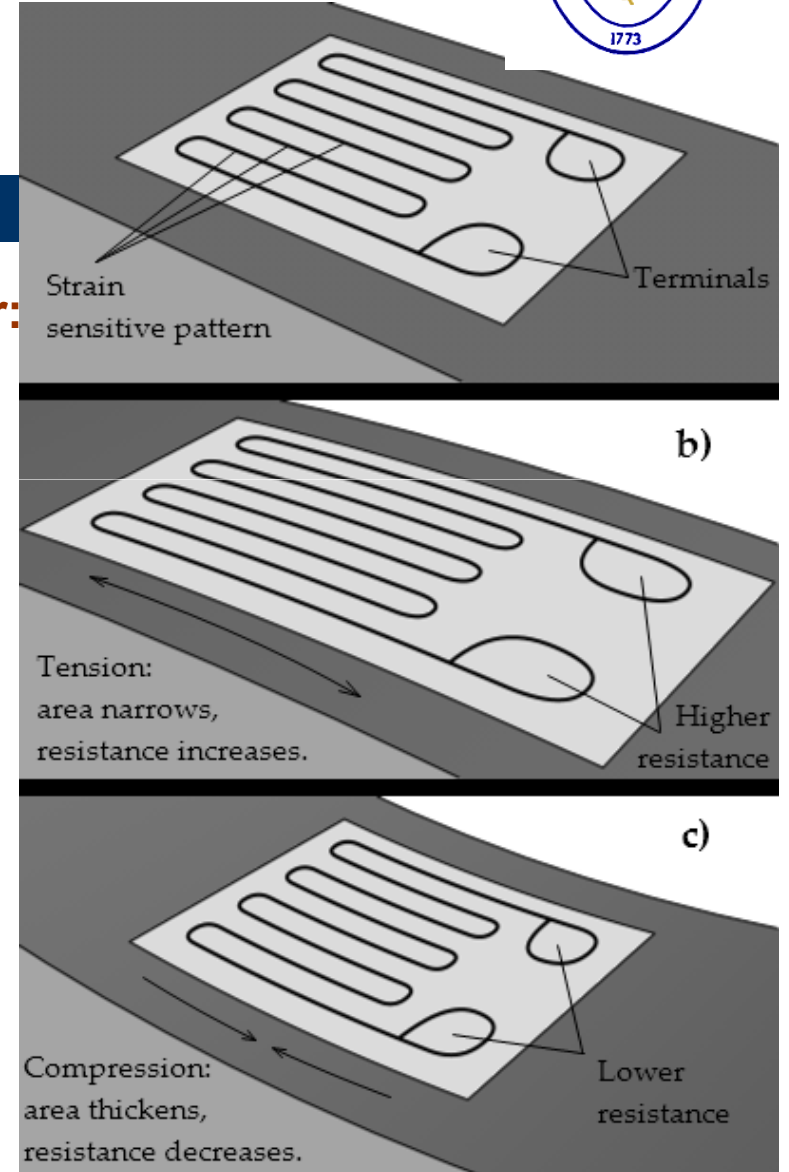 1773
Strain
sensitive pattern
Terminals
r:
b)
Tension:
area narrows,
resistance increases.
Higher
resistance
c)
Compression:
area thickens,
resistance decreases.
Lower
resistance